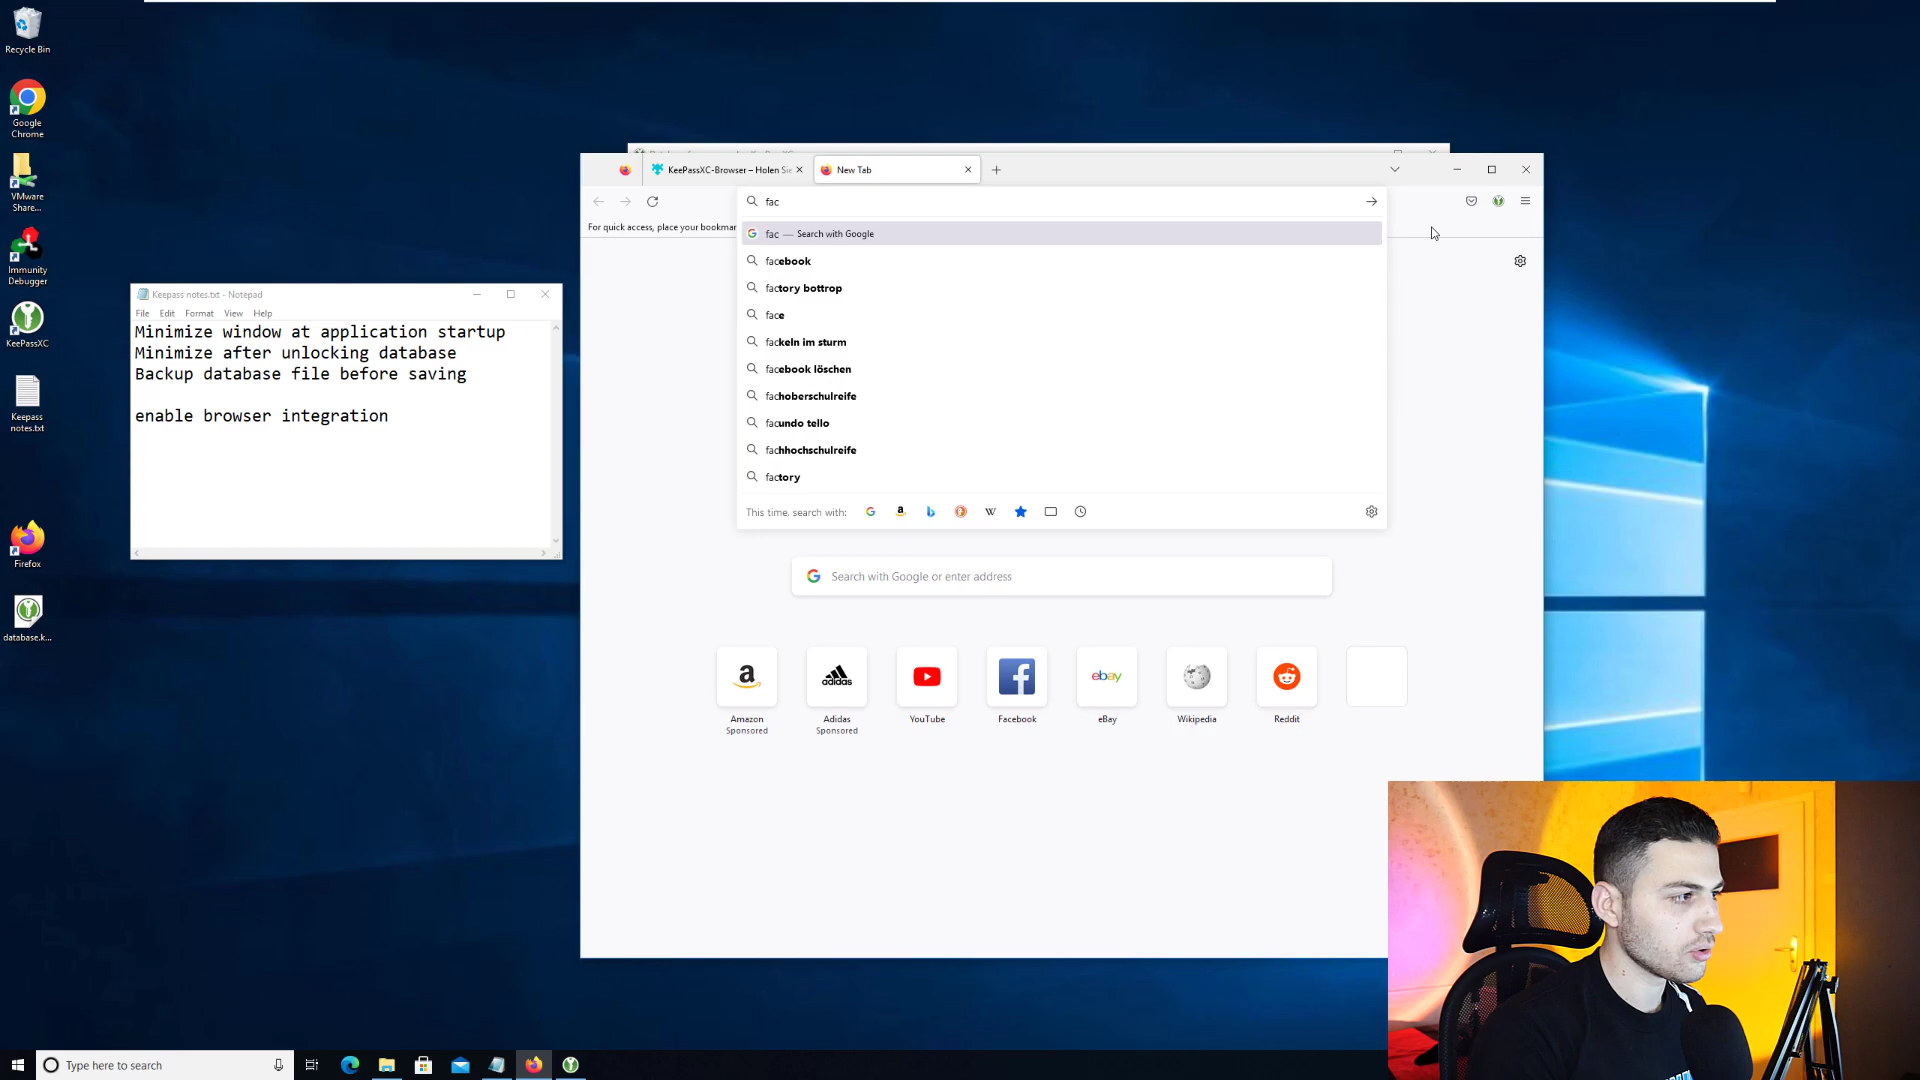 Recycle Bin
Google
Chrome
VMware
Share...
Immunity
Debugger
KeePassXC
Keepass
notes.txt
Firefox
database.k...
Keepass notes.txt - Notepad
File Edit Format View Help
Minimize window at application startup
Minimize after unlocking database
Backup database file before saving
enable browser integration
KeePassXC-Browser – Holen Sie
New Tab
fac
For quick access, place your bookmar
fac — Search with Google
facebook
factory bottrop
face
fackeln im sturm
facebook löschen
fachoberschulreife
facundo tello
fachhochschulreife
factory
This time, search with:
Search with Google or enter address
Amazon
Sponsored
Adidas
Sponsored
YouTube
Facebook
eBay
Wikipedia
Reddit
Type here to search